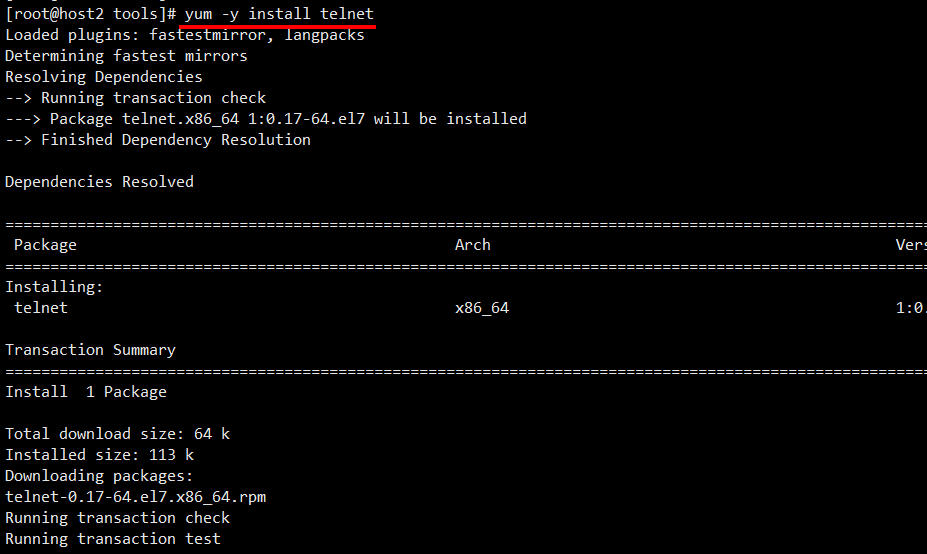 [root@host2 tools]# yum -y install telnet
Loaded plugins: fastestmirror, langpacks
Determining fastest mirrors
Resolving Dependencies
--> Running transaction check
---> Package telnet.x86_64 1:0.17-64.el7 will be installed
--> Finished Dependency Resolution
Dependencies Resolved
================================================================================
Package Arch Vers
================================================================================
Installing:
telnet x86_64 1:0.
Transaction Summary
================================================================================
Install  1 Package
Total download size: 64 k
Installed size: 113 k
Downloading packages:
telnet-0.17-64.el7.x86_64.rpm
Running transaction check
Running transaction test